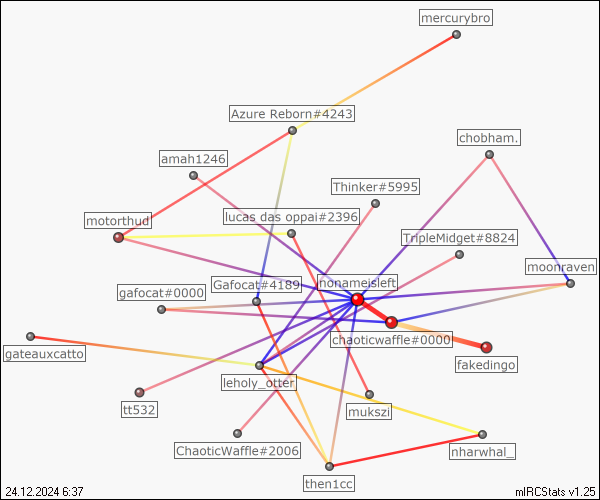 mercurybro
Azure Reborn#4243
chobham.
amah1246
Thinker#5995
motorthud
lucas das oppai#2396
TripleMidget#8824
moonraven
Gafocat#4189
nonameisleft
gafocat#0000
chaoticwaffle#0000
gateauxcatto
fakedingo
leholy_otter
tt532
mukszi
ChaoticWaffle#2006
nharwhal_
then1cc
24.12.2024 6:37
mIRCStats v1.25